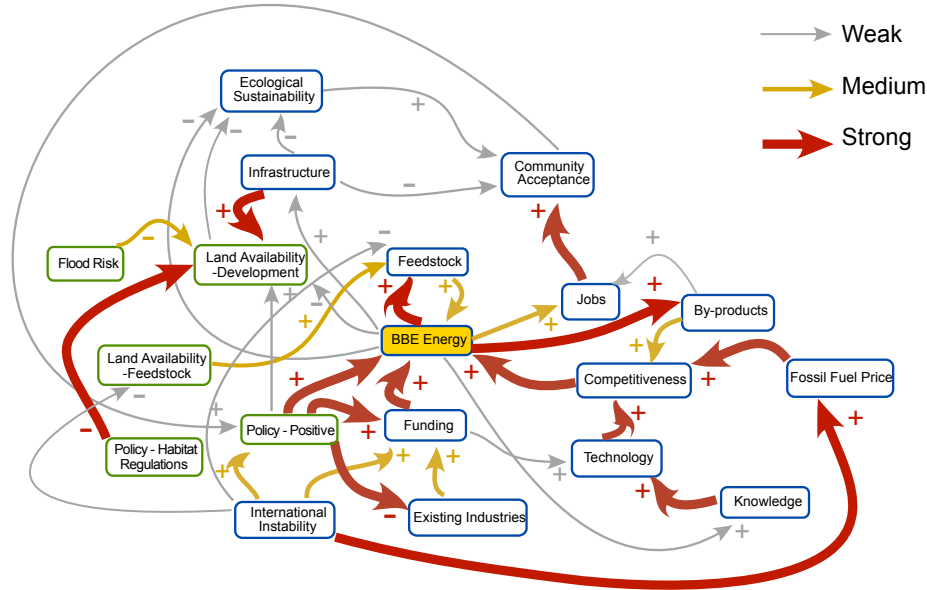 Weak
Medium
Strong
Ecological
Sustainability
+
-
-
-
Infrastructure
-
Community
Acceptance
+
+
+
-
+
Flood Risk
-
Land Availability
-Development
Feedstock
+
+
+
-
+
Jobs
+
By-products
+
BBE Energy
Land Availability
-Feedstock
-
+
+
+
+
Competitiveness
+
Fossil Fuel Price
+
+
-
Policy - Positive
+
Funding
+
Policy - Habitat
Regulations
+
+
+
Technology
+
+
International
Instability
-
Existing Industries
Knowledge
+